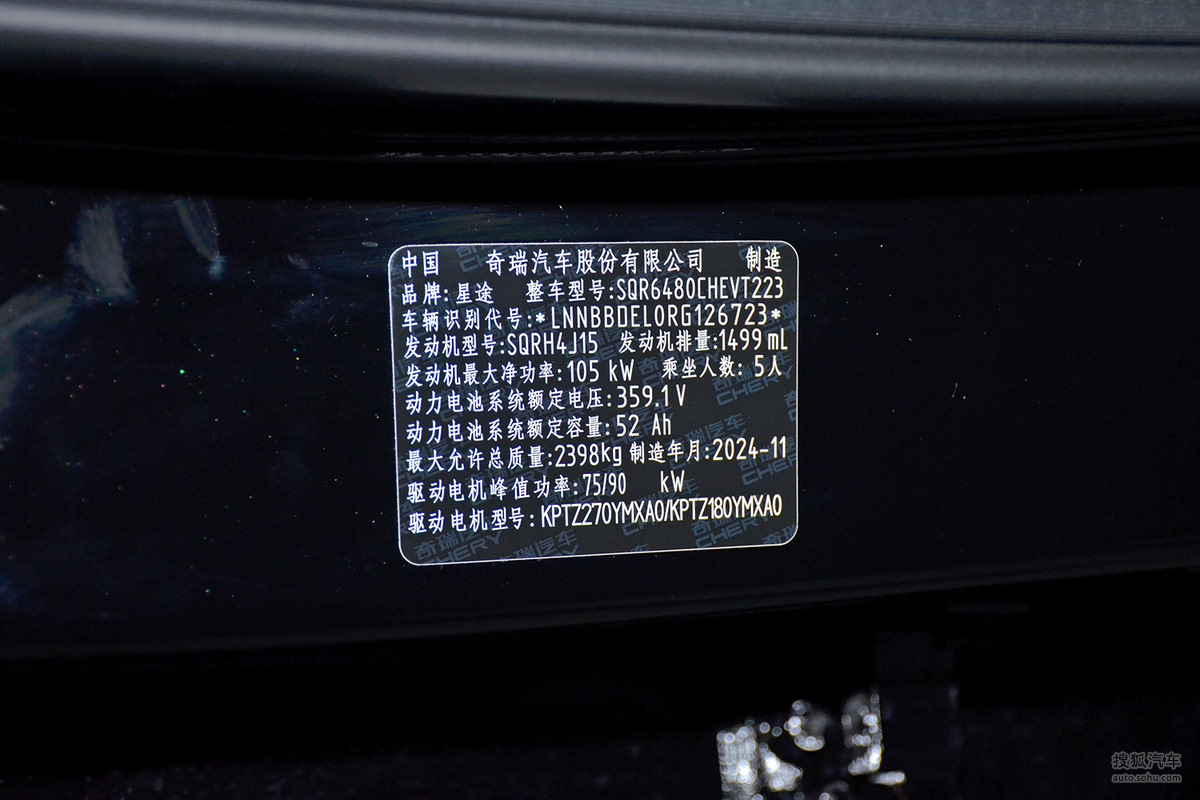 中国 奇瑞汽车股份有限公司 制造
品牌:星途 整车型号:SQR6480CHEVT223
车辆识别代号:*LNNBBDEL0RG126723*
发动机型号:SQRH4J15 发动机排量:1499 mL
发动机最大净功率:105 kW 乘坐人数: 5人
动力电池系统额定电压:359.1 V
动力电池系统额定容量:52 Ah
最大允许总质量:2398kg 制造年月:2024-11
驱动电机峰值功率:75/90 kW
驱动电机型号:KPTZ270YMXA0/KPTZ180YMXA0
奇瑞汽车
CHERY
搜狐汽车
auto.sohu.com